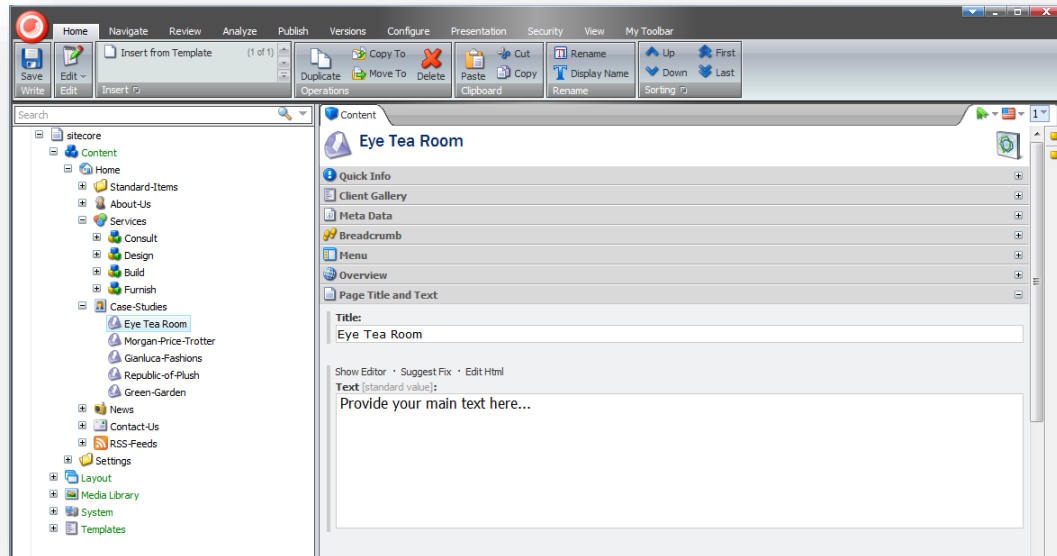 Home Navigate Review Analyze Publish Versions Configure Presentation Security View My Toolbar
Save
Write
Edit
Edit
Insert from Template (1 of 1)
Insert
Duplicate
Copy To
Move To
Delete
Operations
Paste
Cut
Copy
Clipboard
Rename
Display Name
Rename
Up First
Down Last
Sorting
Search
sitecore
Content
Home
Standard-Items
About-Us
Services
Consult
Design
Build
Furnish
Case-Studies
Eye Tea Room
Morgan-Price-Trotter
Gianluca-Fashions
Republic-of-Plush
Green-Garden
News
Contact-Us
RSS-Feeds
Settings
Layout
Media Library
System
Templates
Content
1
Eye Tea Room
Quick Info
Client Gallery
Meta Data
Breadcrumb
Menu
Overview
Page Title and Text
Title:
Eye Tea Room
Show Editor · Suggest Fix · Edit Html
Text [standard value]:
Provide your main text here...